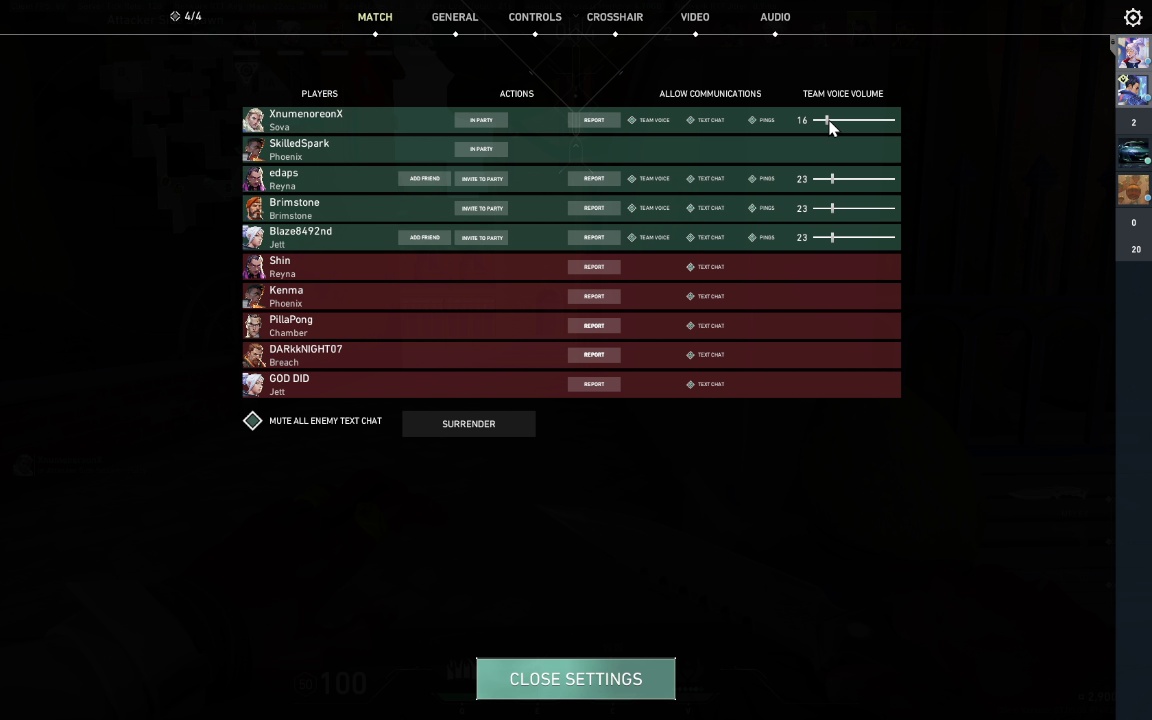 4/4 MATCH GENERAL CONTROLS CROSSHAIR VIDEO AUDIO
PLAYERS ACTIONS ALLOW COMMUNICATIONS TEAM VOICE VOLUME
XnumenoreonX
Sova
IN PARTY REPORT TEAM VOICE TEXT CHAT PINGS 16
SkilledSpark
Phoenix
IN PARTY
edaps
Reyna
ADD FRIEND INVITE TO PARTY REPORT TEAM VOICE TEXT CHAT PINGS 23
Brimstone
Brimstone
INVITE TO PARTY REPORT TEAM VOICE TEXT CHAT PINGS 23
Blaze8492nd
Jett
ADD FRIEND INVITE TO PARTY REPORT TEAM VOICE TEXT CHAT PINGS 23
Shin
Reyna
REPORT TEXT CHAT
Kenma
Phoenix
REPORT TEXT CHAT
PillaPong
Chamber
REPORT TEXT CHAT
DARkkNIGHT07
Breach
REPORT TEXT CHAT
GOD DID
Jett
REPORT TEXT CHAT
MUTE ALL ENEMY TEXT CHAT SURRENDER
CLOSE SETTINGS
50 100
2
0
20